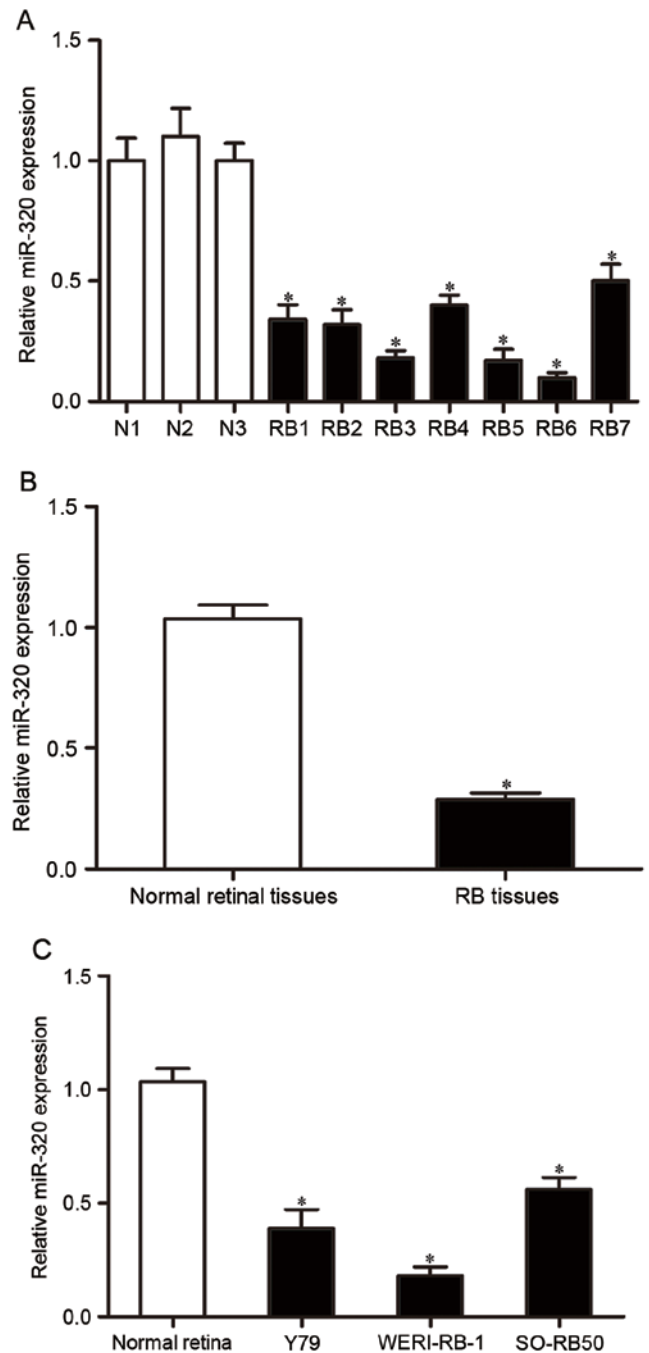 A
Relative miR-320 expression
1.5
1.0
0.5
0.0
* * * * * * *
N1 N2 N3 RB1 RB2 RB3 RB4 RB5 RB6 RB7
B
Relative miR-320 expression
1.5
1.0
0.5
0.0
*
Normal retinal tissues RB tissues
C
Relative miR-320 expression
1.5
1.0
0.5
0.0
* * *
Normal retina Y79 WERI-RB-1 SO-RB50